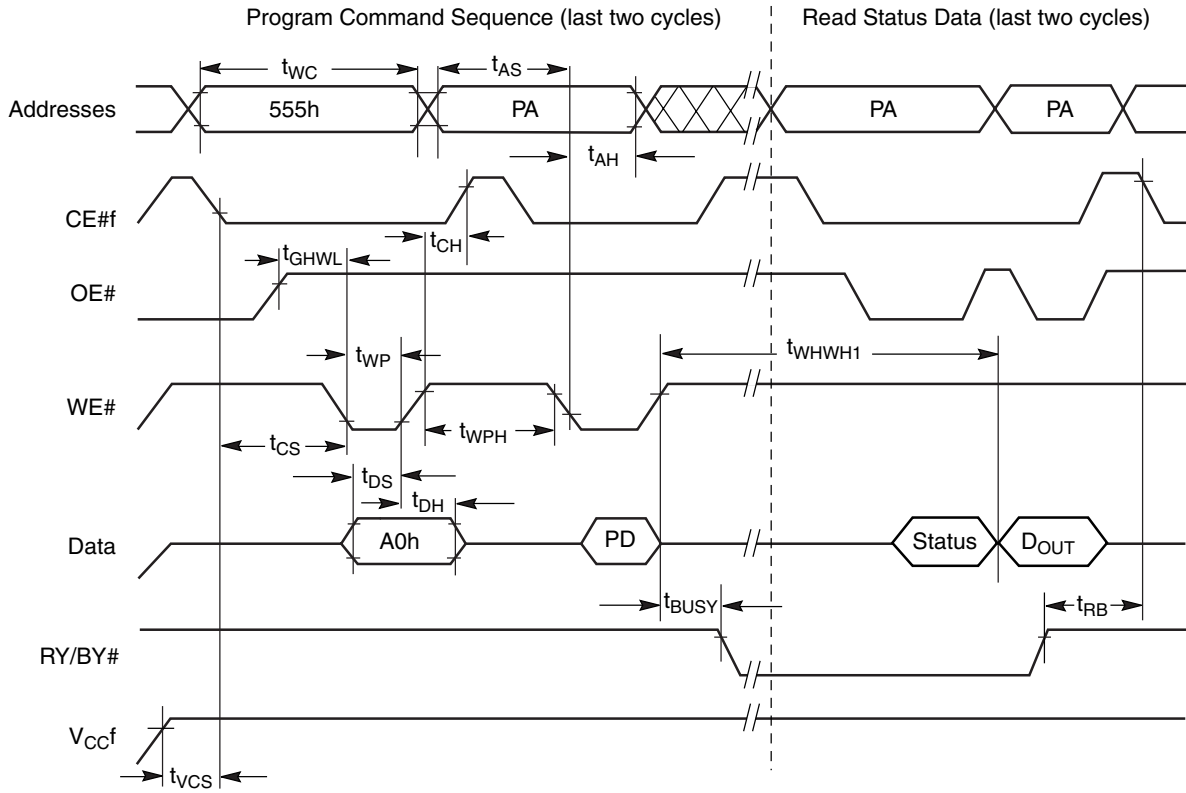 Program Command Sequence (last two cycles)
Read Status Data (last two cycles)
tWC
tAS
Addresses
555h
PA
PA
PA
tAH
CE#f
tCH
tGHWL
OE#
tWP
tWHWH1
WE#
tCS
tWPH
tDS
tDH
Data
A0h
PD
Status
DOUT
tBUSY
tRB
RY/BY#
VCCf
tVCS